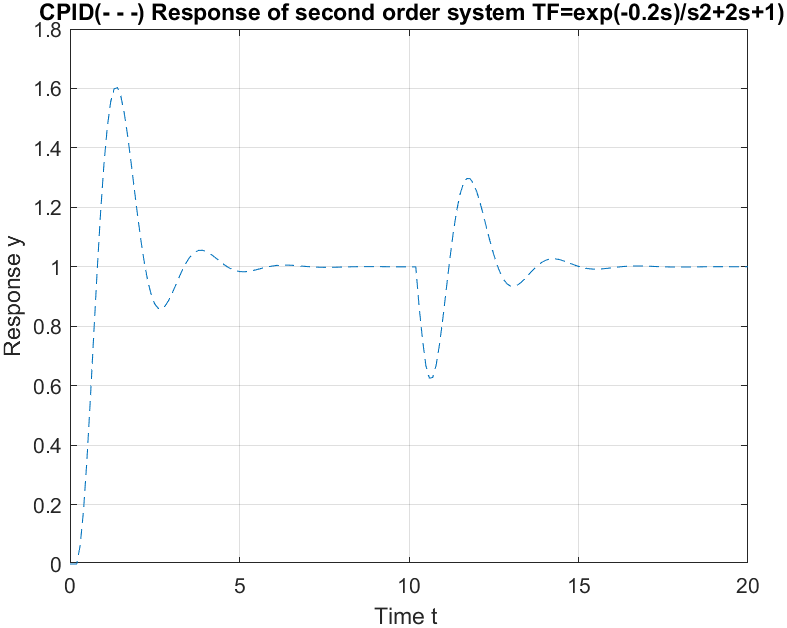 CPID(- - -) Response of second order system TF=exp(-0.2s)/s2+2s+1)
1.8
1.6
1.4
1.2
1
0.8
0.6
0.4
0.2
0
Response y
0 5 10 15 20
Time t